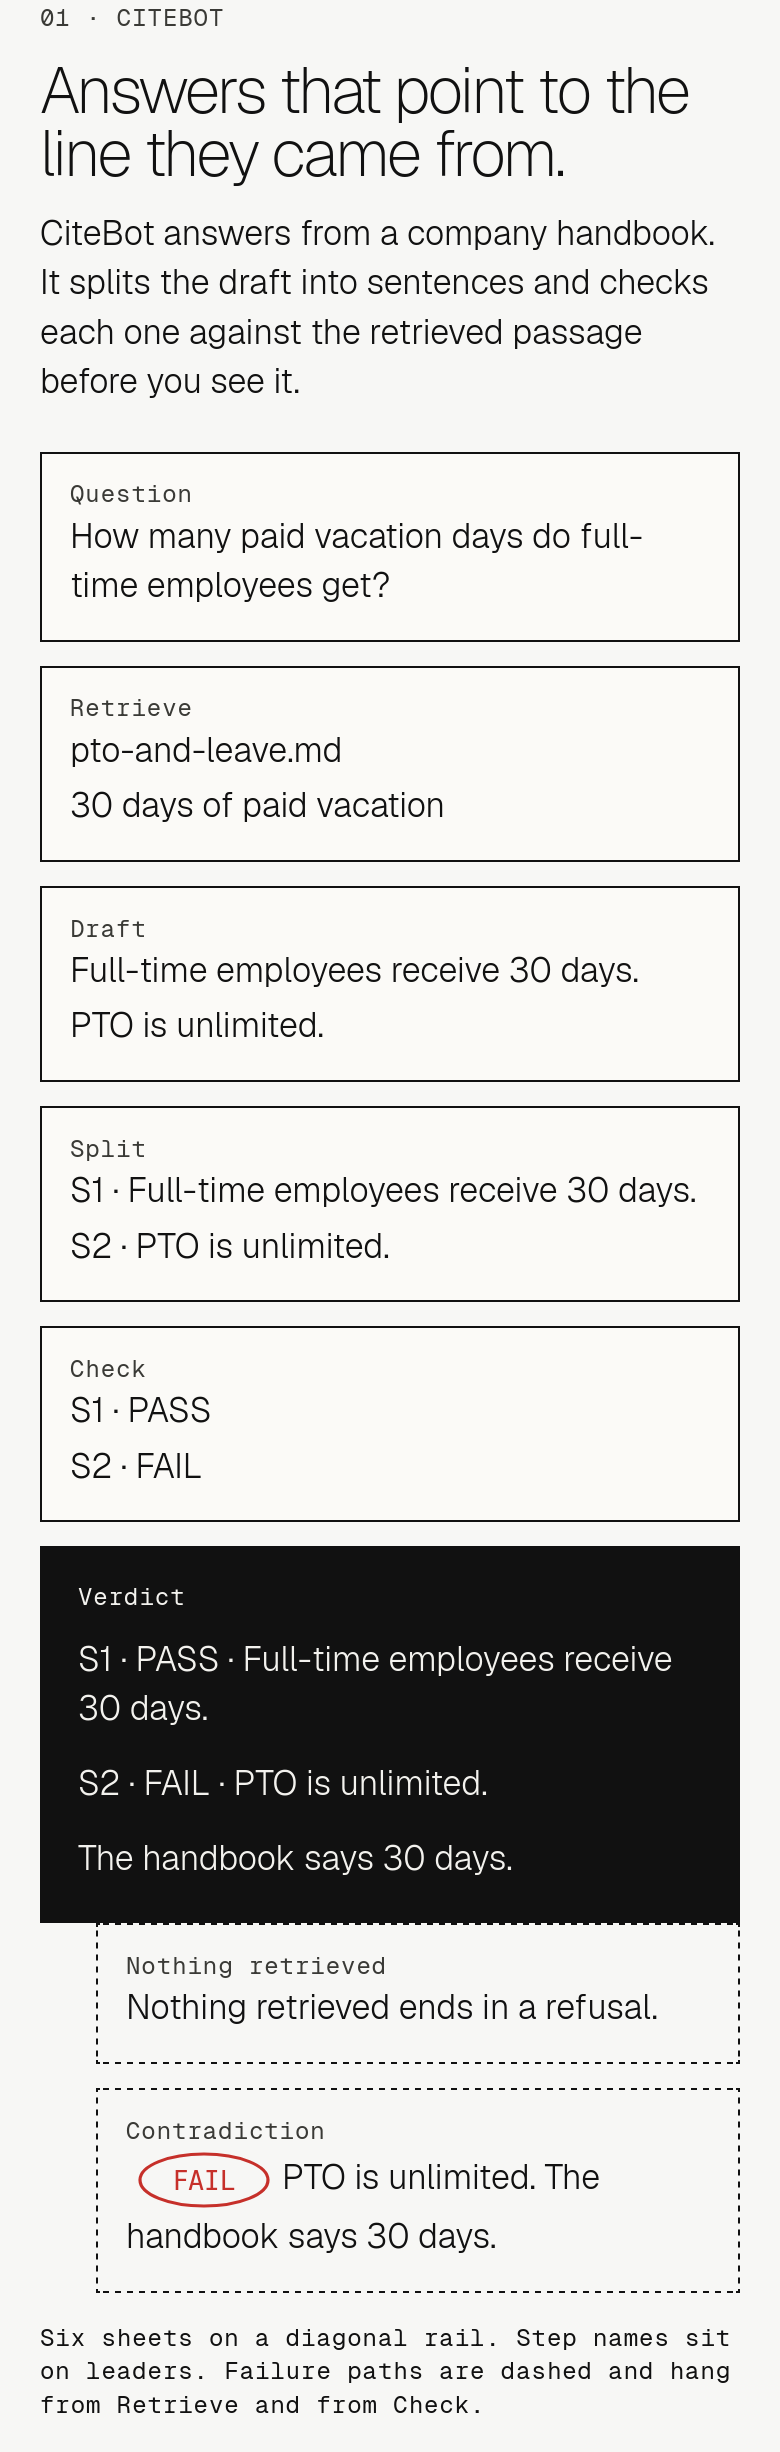 01 · CITEBOT
Answers that point to the
line they came from.
CiteBot answers from a company handbook.
It splits the draft into sentences and checks
each one against the retrieved passage
before you see it.
Question
How many paid vacation days do full-
time employees get?
Retrieve
pto-and-leave.md
30 days of paid vacation
Draft
Full-time employees receive 30 days.
PTO is unlimited.
Split
S1 · Full-time employees receive 30 days.
S2 · PTO is unlimited.
Check
S1 · PASS
S2 · FAIL
Verdict
S1 · PASS · Full-time employees receive
30 days.
S2 · FAIL · PTO is unlimited.
The handbook says 30 days.
Nothing retrieved
Nothing retrieved ends in a refusal.
Contradiction
FAIL PTO is unlimited. The
handbook says 30 days.
Six sheets on a diagonal rail. Step names sit
on leaders. Failure paths are dashed and hang
from Retrieve and from Check.